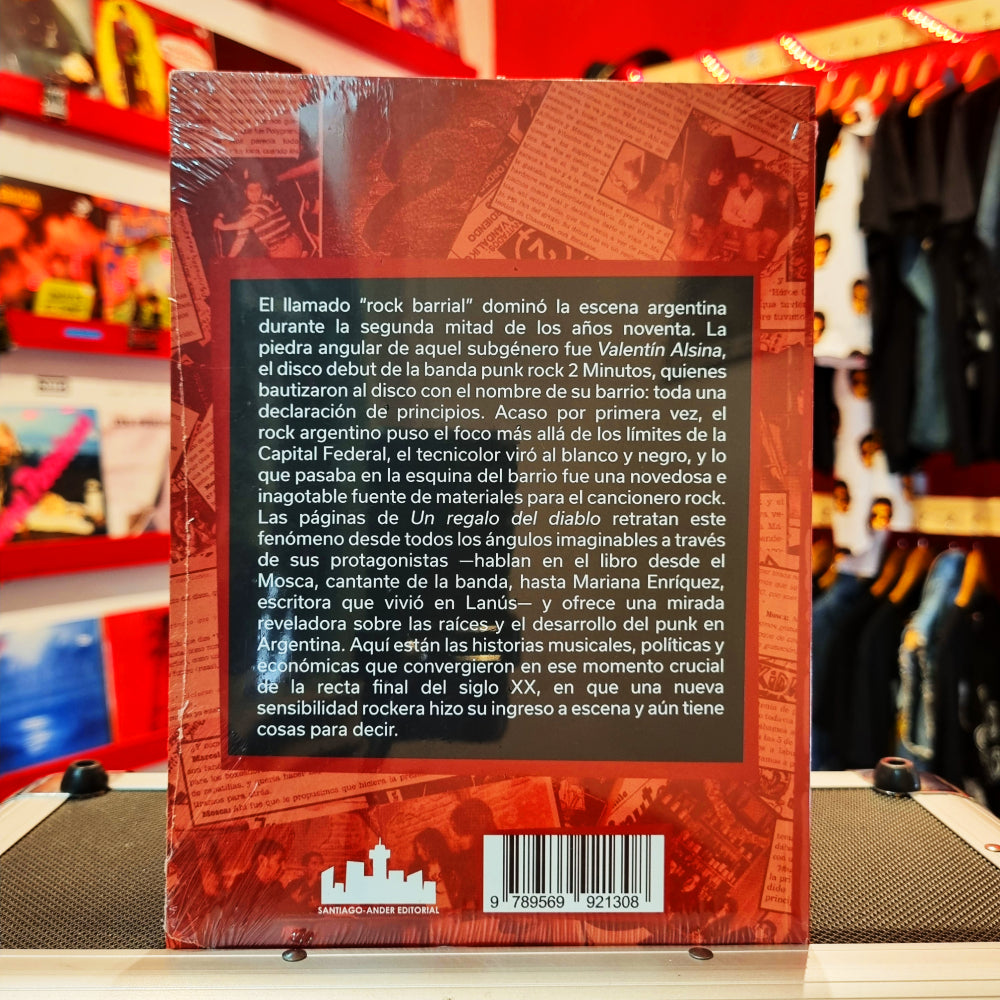 El llamado “rock barrial” dominó la escena argentina
durante la segunda mitad de los años noventa. La
piedra angular de aquel subgénero fue Valentín Alsina,
el disco debut de la banda punk rock 2 Minutos, quienes
bautizaron al disco con el nombre de su barrio: toda una
declaración de principios. Acaso por primera vez, el
rock argentino puso el foco más allá de los límites de la
Capital Federal, el tecnicolor viró al blanco y negro, y lo
que pasaba en la esquina del barrio fue una novedosa e
inagotable fuente de materiales para el cancionero rock.
Las páginas de Un regalo del diablo retratan este
fenómeno desde todos los ángulos imaginables a través
de sus protagonistas —hablan en el libro desde el
Mosca, cantante de la banda, hasta Mariana Enríquez,
escritora que vivió en Lanús— y ofrece una mirada
reveladora sobre las raíces y el desarrollo del punk en
Argentina. Aquí están las historias musicales, políticas y
económicas que convergieron en ese momento crucial
de la recta final del siglo XX, en que una nueva
sensibilidad rockera hizo su ingreso a escena y aún tiene
cosas para decir.
SANTIAGO-ANDER EDITORIAL
9 789569 921308